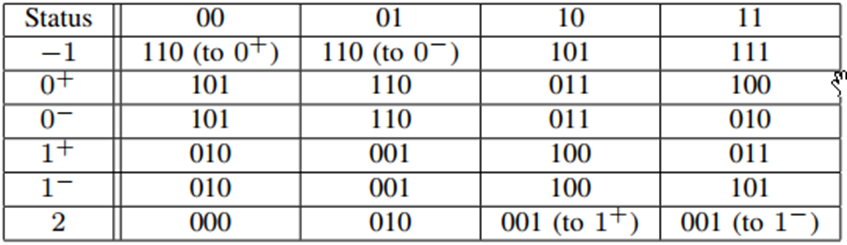 Status 00 01 10 11
−1 110 (to 0⁺) 110 (to 0⁻) 101 111
0⁺ 101 110 011 100
0⁻ 101 110 011 010
1⁺ 010 001 100 011
1⁻ 010 001 100 101
2 000 010 001 (to 1⁺) 001 (to 1⁻)